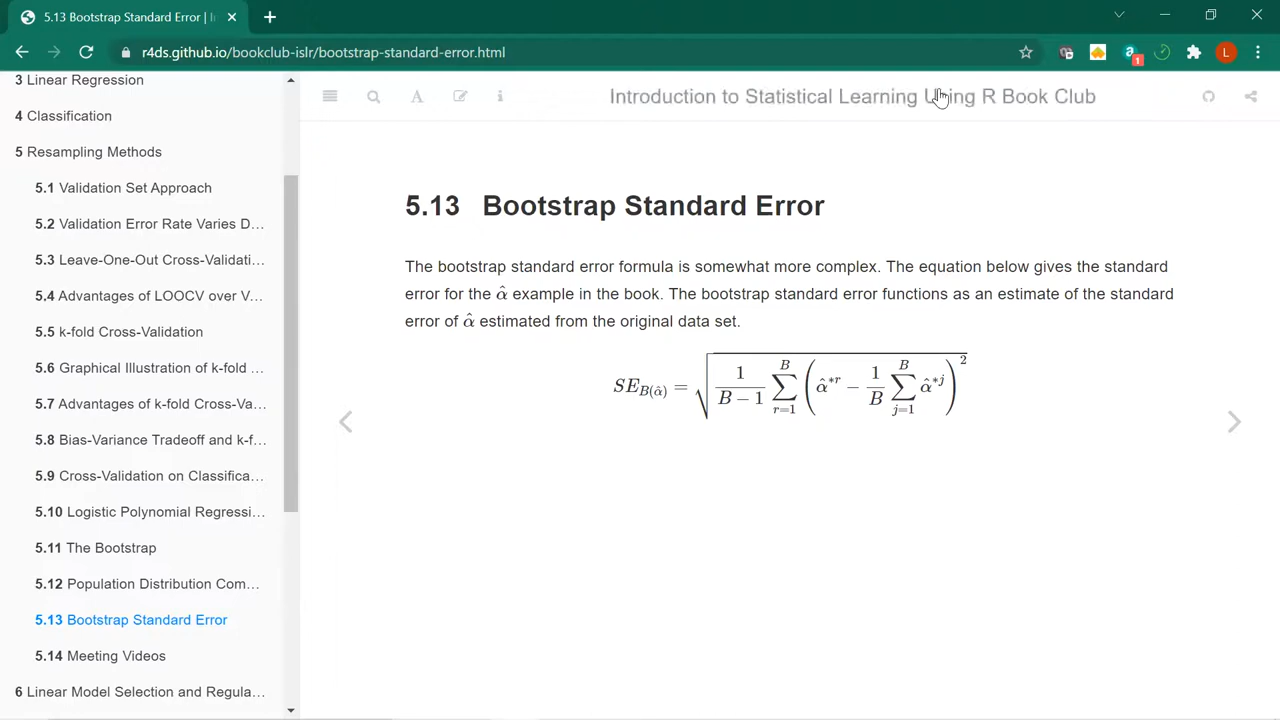 5.13 Bootstrap Standard Error | I
r4ds.github.io/bookclub-islr/bootstrap-standard-error.html
L
1
3 Linear Regression
4 Classification
5 Resampling Methods
5.1 Validation Set Approach
5.2 Validation Error Rate Varies D...
5.3 Leave-One-Out Cross-Validati...
5.4 Advantages of LOOCV over V...
5.5 k-fold Cross-Validation
5.6 Graphical Illustration of k-fold ...
5.7 Advantages of k-fold Cross-Va...
5.8 Bias-Variance Tradeoff and k-f...
5.9 Cross-Validation on Classifica...
5.10 Logistic Polynomial Regressi...
5.11 The Bootstrap
5.12 Population Distribution Com...
5.13 Bootstrap Standard Error
5.14 Meeting Videos
6 Linear Model Selection and Regula...
A
i
Introduction to Statistical Learning Using R Book Club
5.13 Bootstrap Standard Error
The bootstrap standard error formula is somewhat more complex. The equation below gives the standard
error for the α̂ example in the book. The bootstrap standard error functions as an estimate of the standard
error of α̂ estimated from the original data set.
SE_{B(α̂)} = √( 1/(B − 1) ∑_{r=1}^{B} ( α̂^{*r} − 1/B ∑_{j=1}^{B} α̂^{*j} )^2 )